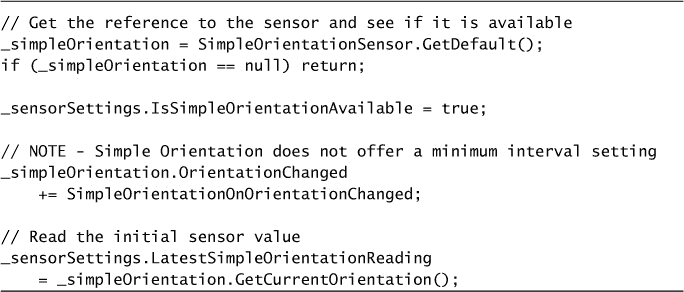 // Get the reference to the sensor and see if it is available
_simpleOrientation = SimpleOrientationSensor.GetDefault();
if (_simpleOrientation == null) return;

_sensorSettings.IsSimpleOrientationAvailable = true;

// NOTE – Simple Orientation does not offer a minimum interval setting
_simpleOrientation.OrientationChanged
    += SimpleOrientationOnOrientationChanged;

// Read the initial sensor value
_sensorSettings.LatestSimpleOrientationReading
    = _simpleOrientation.GetCurrentOrientation();